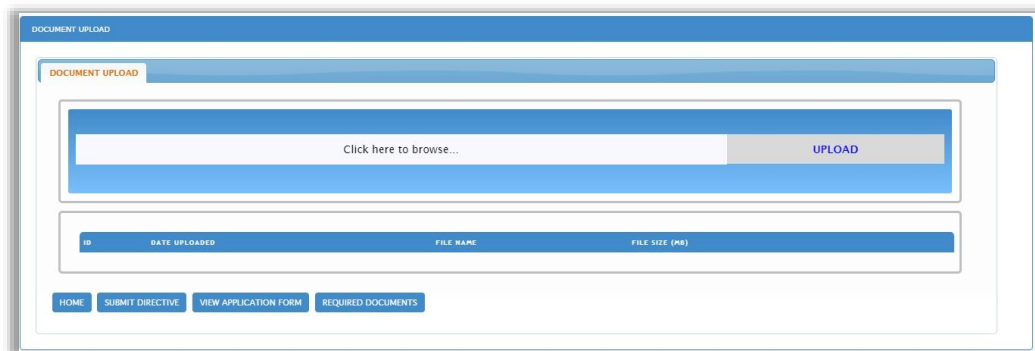 DOCUMENT UPLOAD
DOCUMENT UPLOAD
Click here to browse... UPLOAD
ID DATE UPLOADED FILE NAME FILE SIZE (MB)
HOME SUBMIT DIRECTIVE VIEW APPLICATION FORM REQUIRED DOCUMENTS